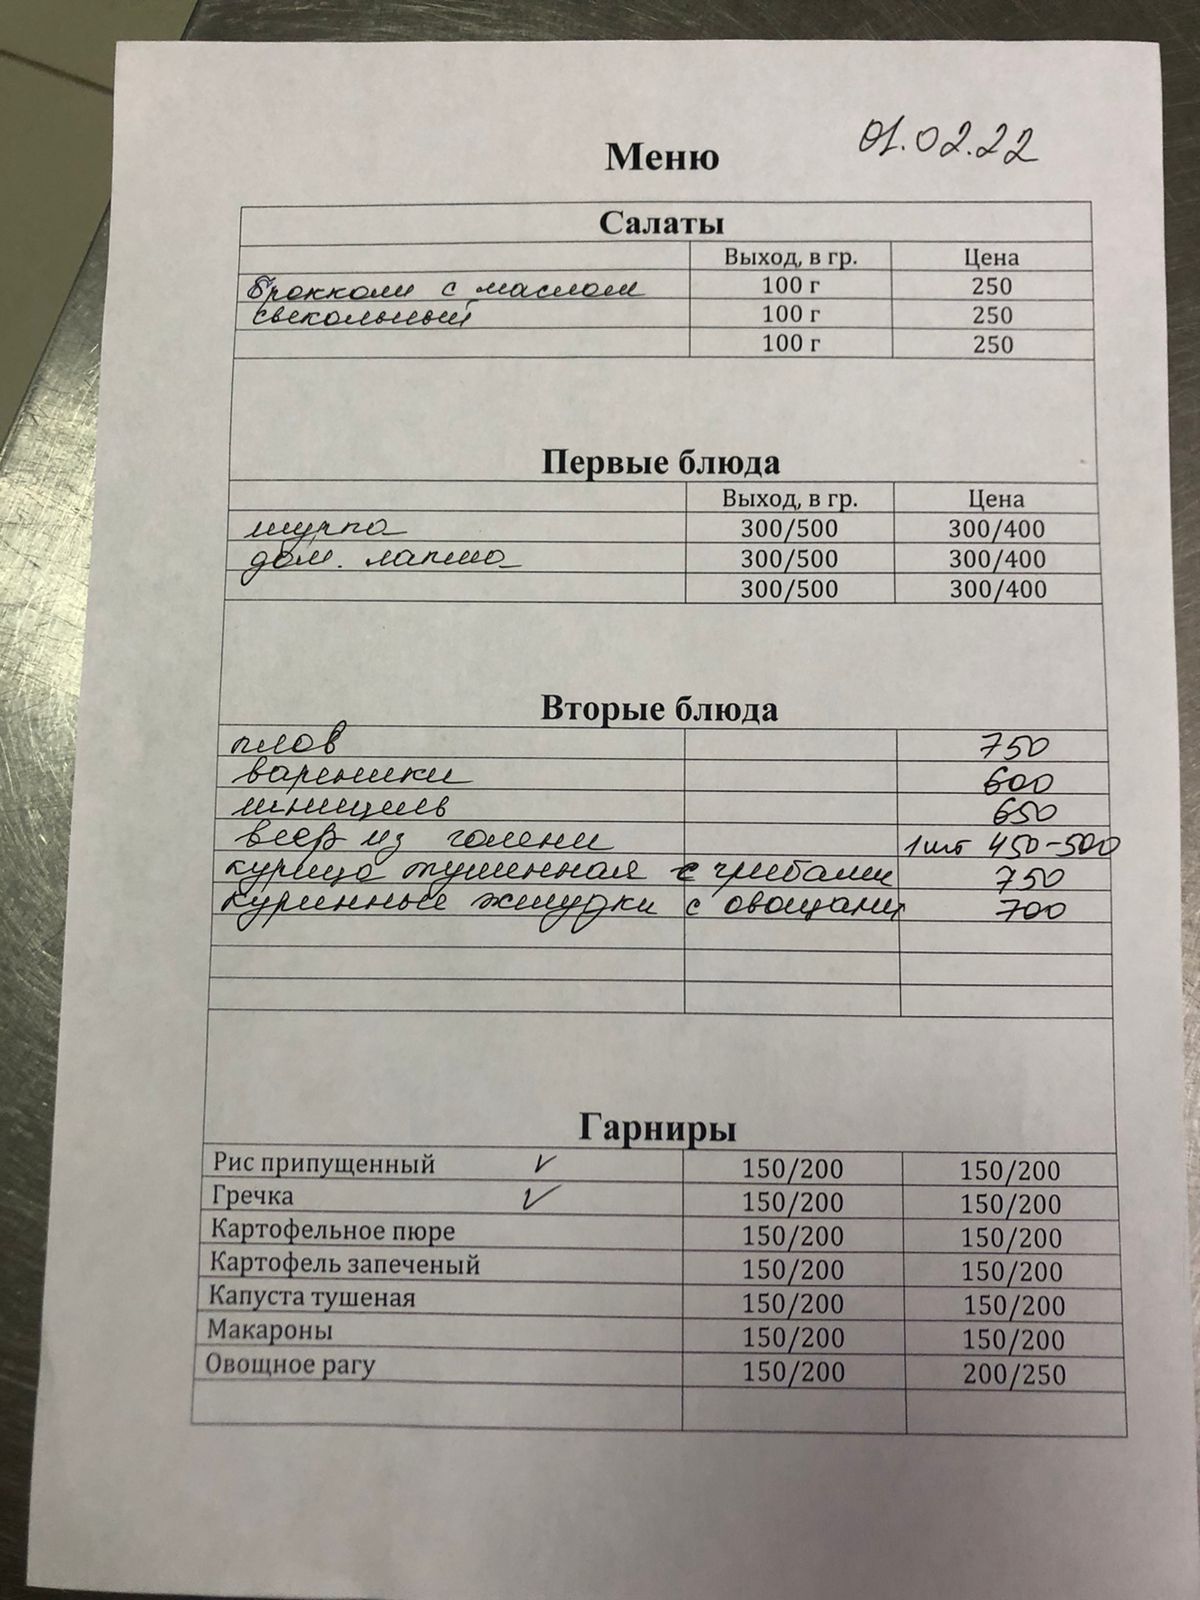 01.02.22
Меню
Салаты
Выход, в гр. Цена
Брокколи с маслом 100 г 250
свекольный 100 г 250
100 г 250
Первые блюда
Выход, в гр. Цена
шурпа 300/500 300/400
дом. лапша 300/500 300/400
300/500 300/400
Вторые блюда
плов 750
вареники 600
шницель 650
веер из голени 1шт 450-500
курица тушенная с грибами 750
куринные жилудки с овощами 700
Гарниры
Рис припущенный ✓ 150/200 150/200
Гречка ✓ 150/200 150/200
Картофельное пюре 150/200 150/200
Картофель запеченый 150/200 150/200
Капуста тушеная 150/200 150/200
Макароны 150/200 150/200
Овощное рагу 150/200 200/250